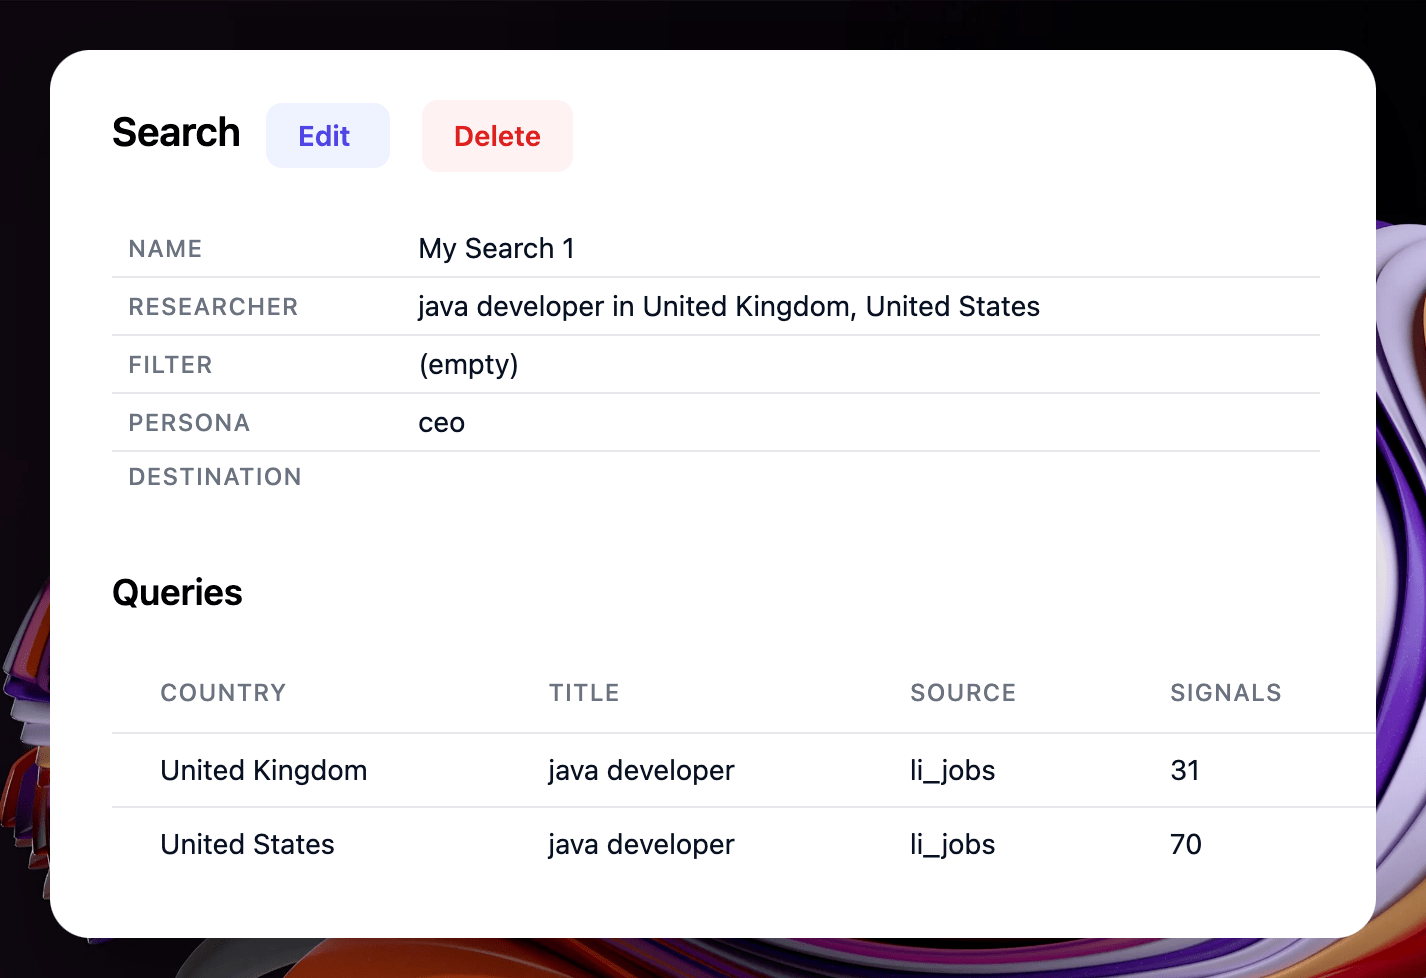 Search Edit Delete
NAME My Search 1
RESEARCHER java developer in United Kingdom, United States
FILTER (empty)
PERSONA ceo
DESTINATION
Queries
COUNTRY TITLE SOURCE SIGNALS
United Kingdom java developer li_jobs 31
United States java developer li_jobs 70